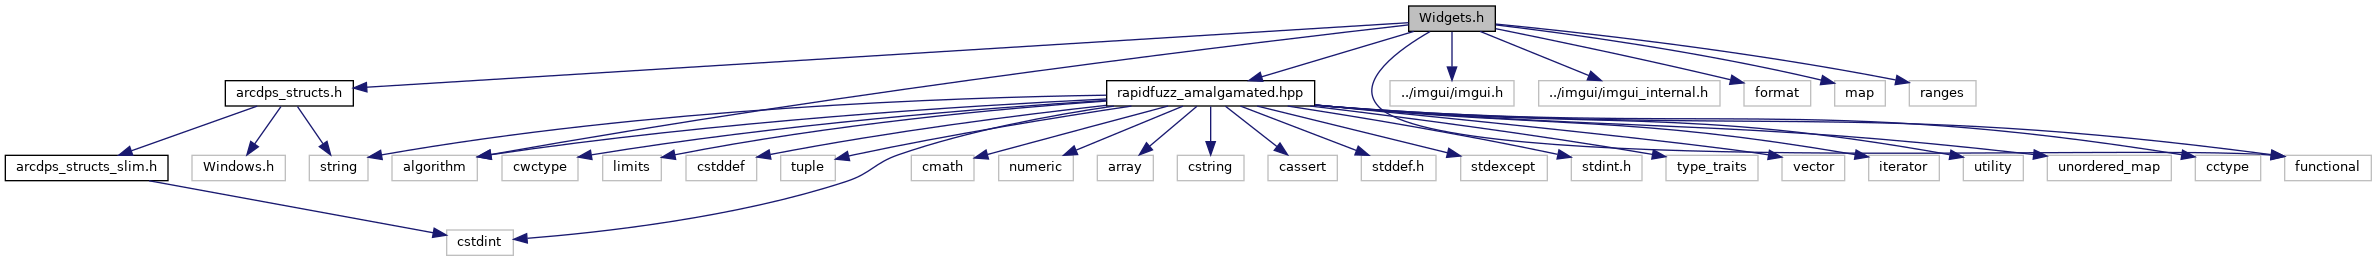 Widgets.h
arcdps_structs.h
rapidfuzz_amalgamated.hpp
../imgui/imgui.h
../imgui/imgui_internal.h
format
map
ranges
arcdps_structs_slim.h
Windows.h
string
algorithm
cwctype
limits
cstddef
tuple
cmath
numeric
array
cstring
cassert
stddef.h
stdexcept
stdint.h
type_traits
vector
iterator
utility
unordered_map
cctype
functional
cstdint